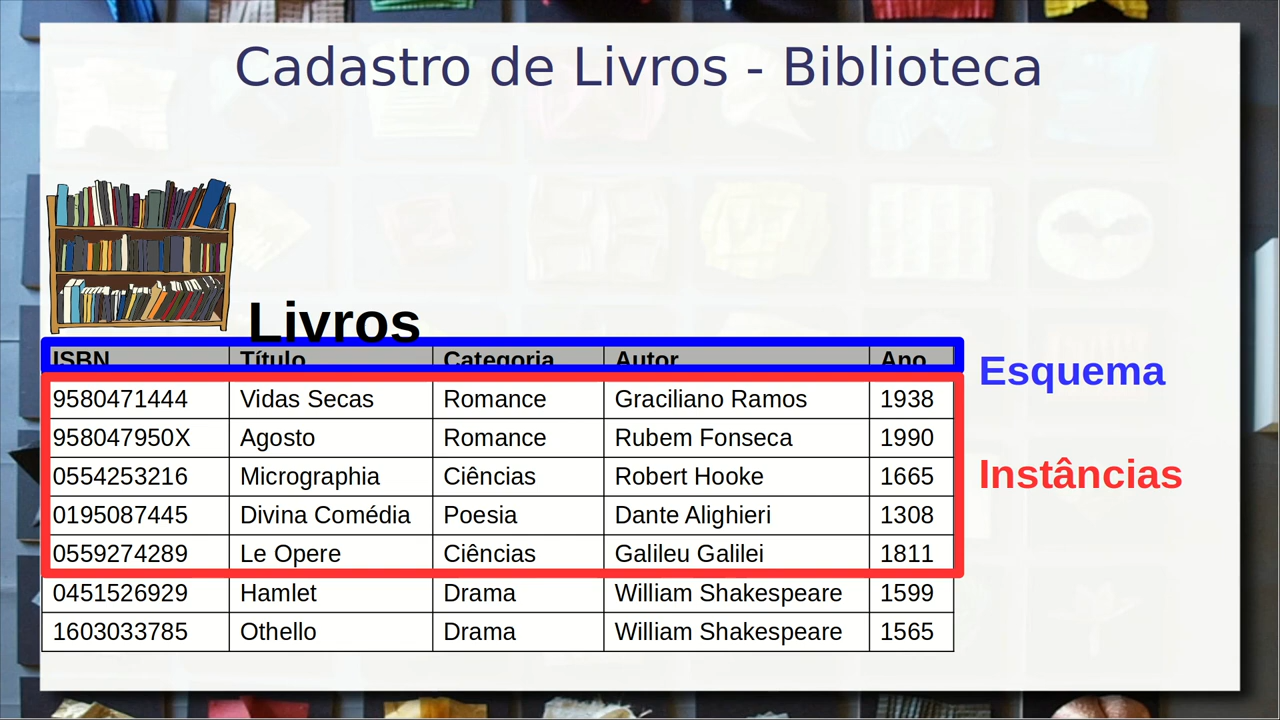 Cadastro de Livros - Biblioteca
Livros
ISBN Título Categoria Autor Ano
Esquema
9580471444 Vidas Secas Romance Graciliano Ramos 1938
958047950X Agosto Romance Rubem Fonseca 1990
0554253216 Micrographia Ciências Robert Hooke 1665
Instâncias
0195087445 Divina Comédia Poesia Dante Alighieri 1308
0559274289 Le Opere Ciências Galileu Galilei 1811
0451526929 Hamlet Drama William Shakespeare 1599
1603033785 Othello Drama William Shakespeare 1565